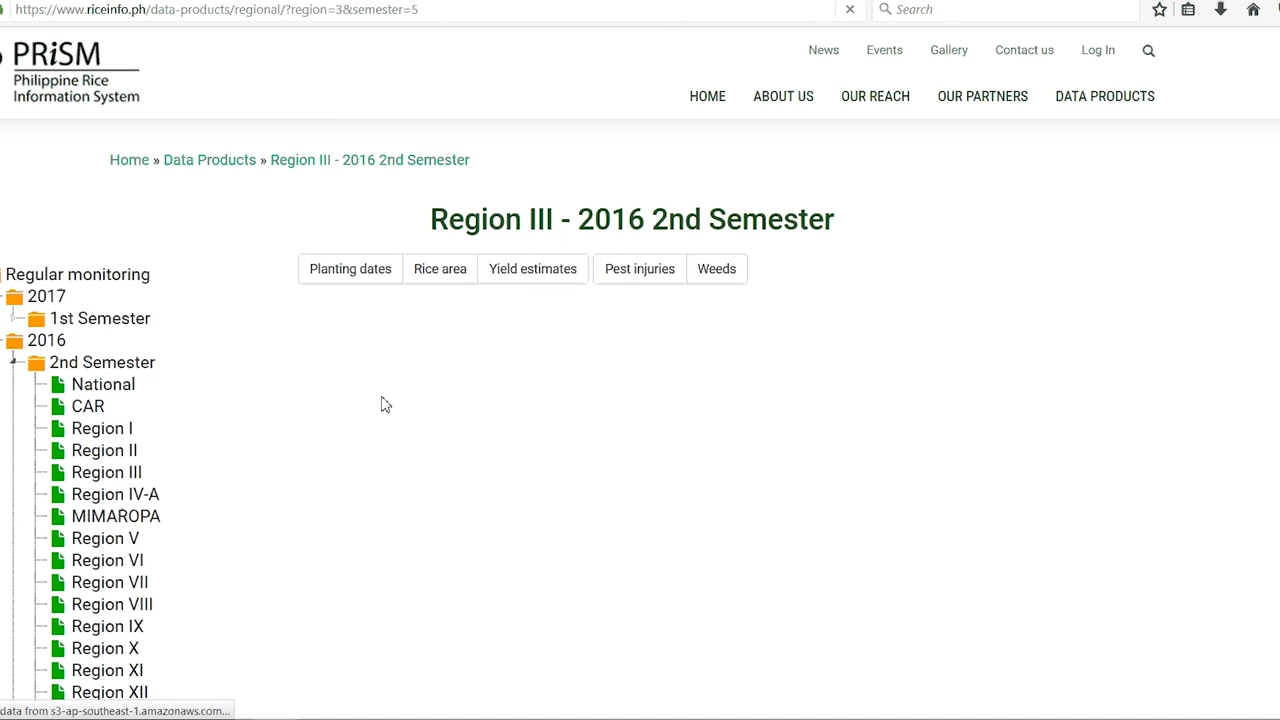 https://www.riceinfo.ph/data-products/regional/?region=3&semester=5
Search
PRiSM
Philippine Rice
Information System
News Events Gallery Contact us Log In
HOME ABOUT US OUR REACH OUR PARTNERS DATA PRODUCTS
Home » Data Products » Region III - 2016 2nd Semester
Region III - 2016 2nd Semester
Planting dates Rice area Yield estimates Pest injuries Weeds
Regular monitoring
2017
1st Semester
2016
2nd Semester
National
CAR
Region I
Region II
Region III
Region IV-A
MIMAROPA
Region V
Region VI
Region VII
Region VIII
Region IX
Region X
Region XI
Region XII
data from s3-ap-southeast-1.amazonaws.com...